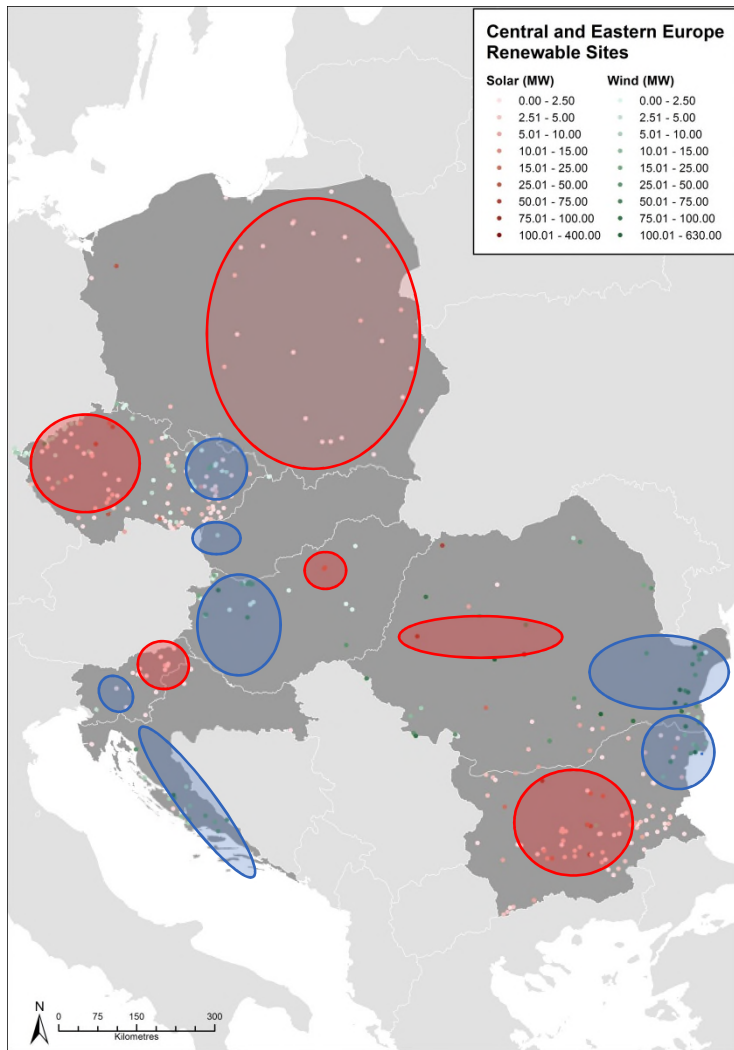 Central and Eastern Europe
Renewable Sites
Solar (MW) Wind (MW)
0.00 - 2.50 0.00 - 2.50
2.51 - 5.00 2.51 - 5.00
5.01 - 10.00 5.01 - 10.00
10.01 - 15.00 10.01 - 15.00
15.01 - 25.00 15.01 - 25.00
25.01 - 50.00 25.01 - 50.00
50.01 - 75.00 50.01 - 75.00
75.01 - 100.00 75.01 - 100.00
100.01 - 400.00 100.01 - 630.00
N
0 75 150 300
Kilometres